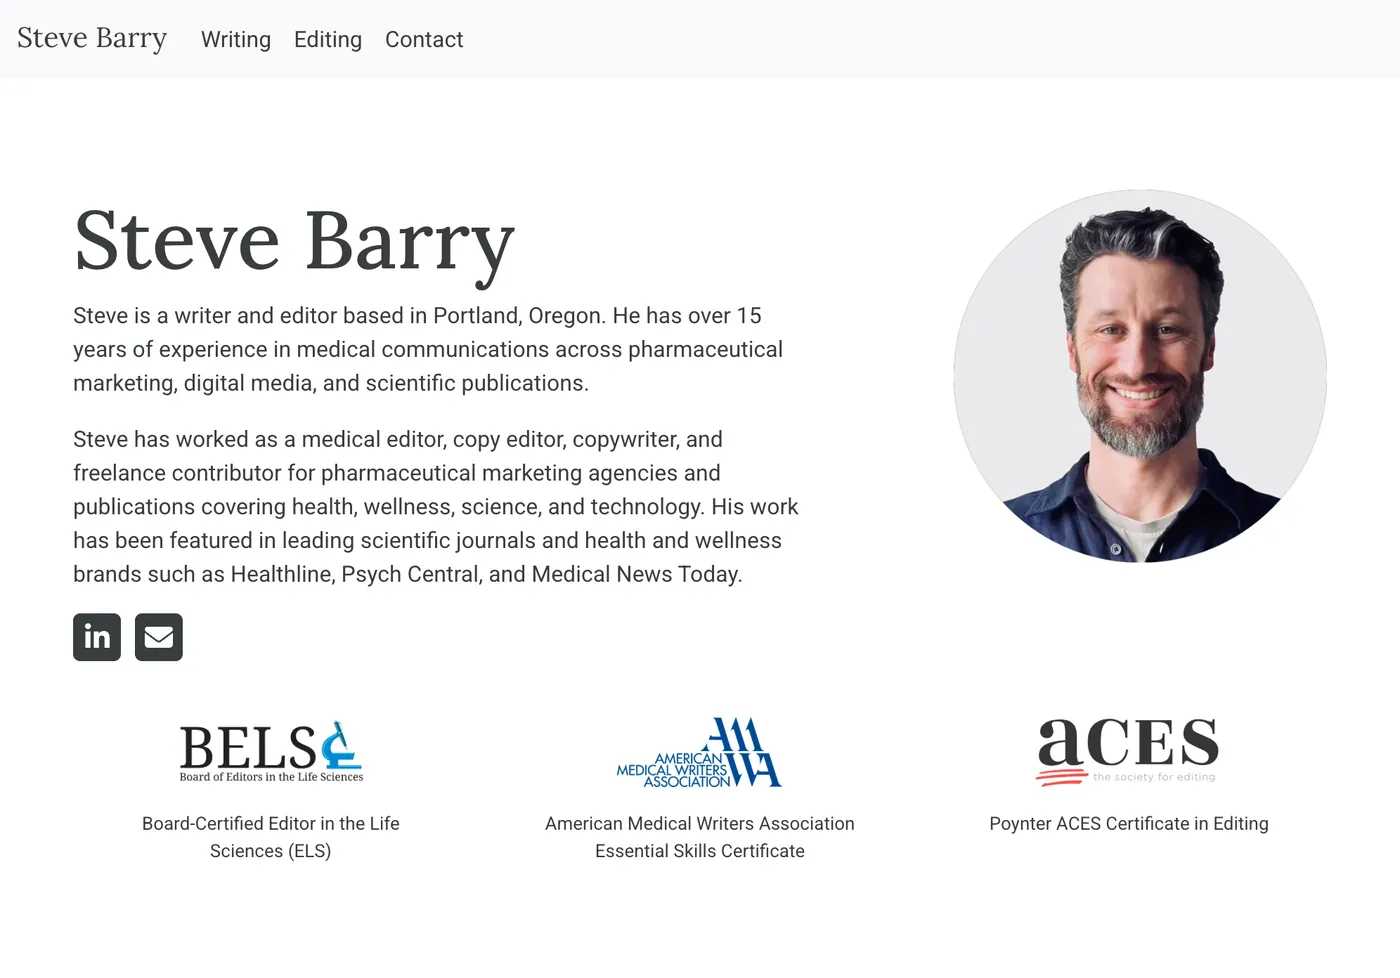 Steve Barry Writing Editing Contact
Steve Barry
Steve is a writer and editor based in Portland, Oregon. He has over 15
years of experience in medical communications across pharmaceutical
marketing, digital media, and scientific publications.
Steve has worked as a medical editor, copy editor, copywriter, and
freelance contributor for pharmaceutical marketing agencies and
publications covering health, wellness, science, and technology. His work
has been featured in leading scientific journals and health and wellness
brands such as Healthline, Psych Central, and Medical News Today.
in
BELS
Board of Editors in the Life Sciences
Board-Certified Editor in the Life
Sciences (ELS)
AMWA
AMERICAN
MEDICAL WRITERS
ASSOCIATION
American Medical Writers Association
Essential Skills Certificate
aCES
the society for editing
Poynter ACES Certificate in Editing